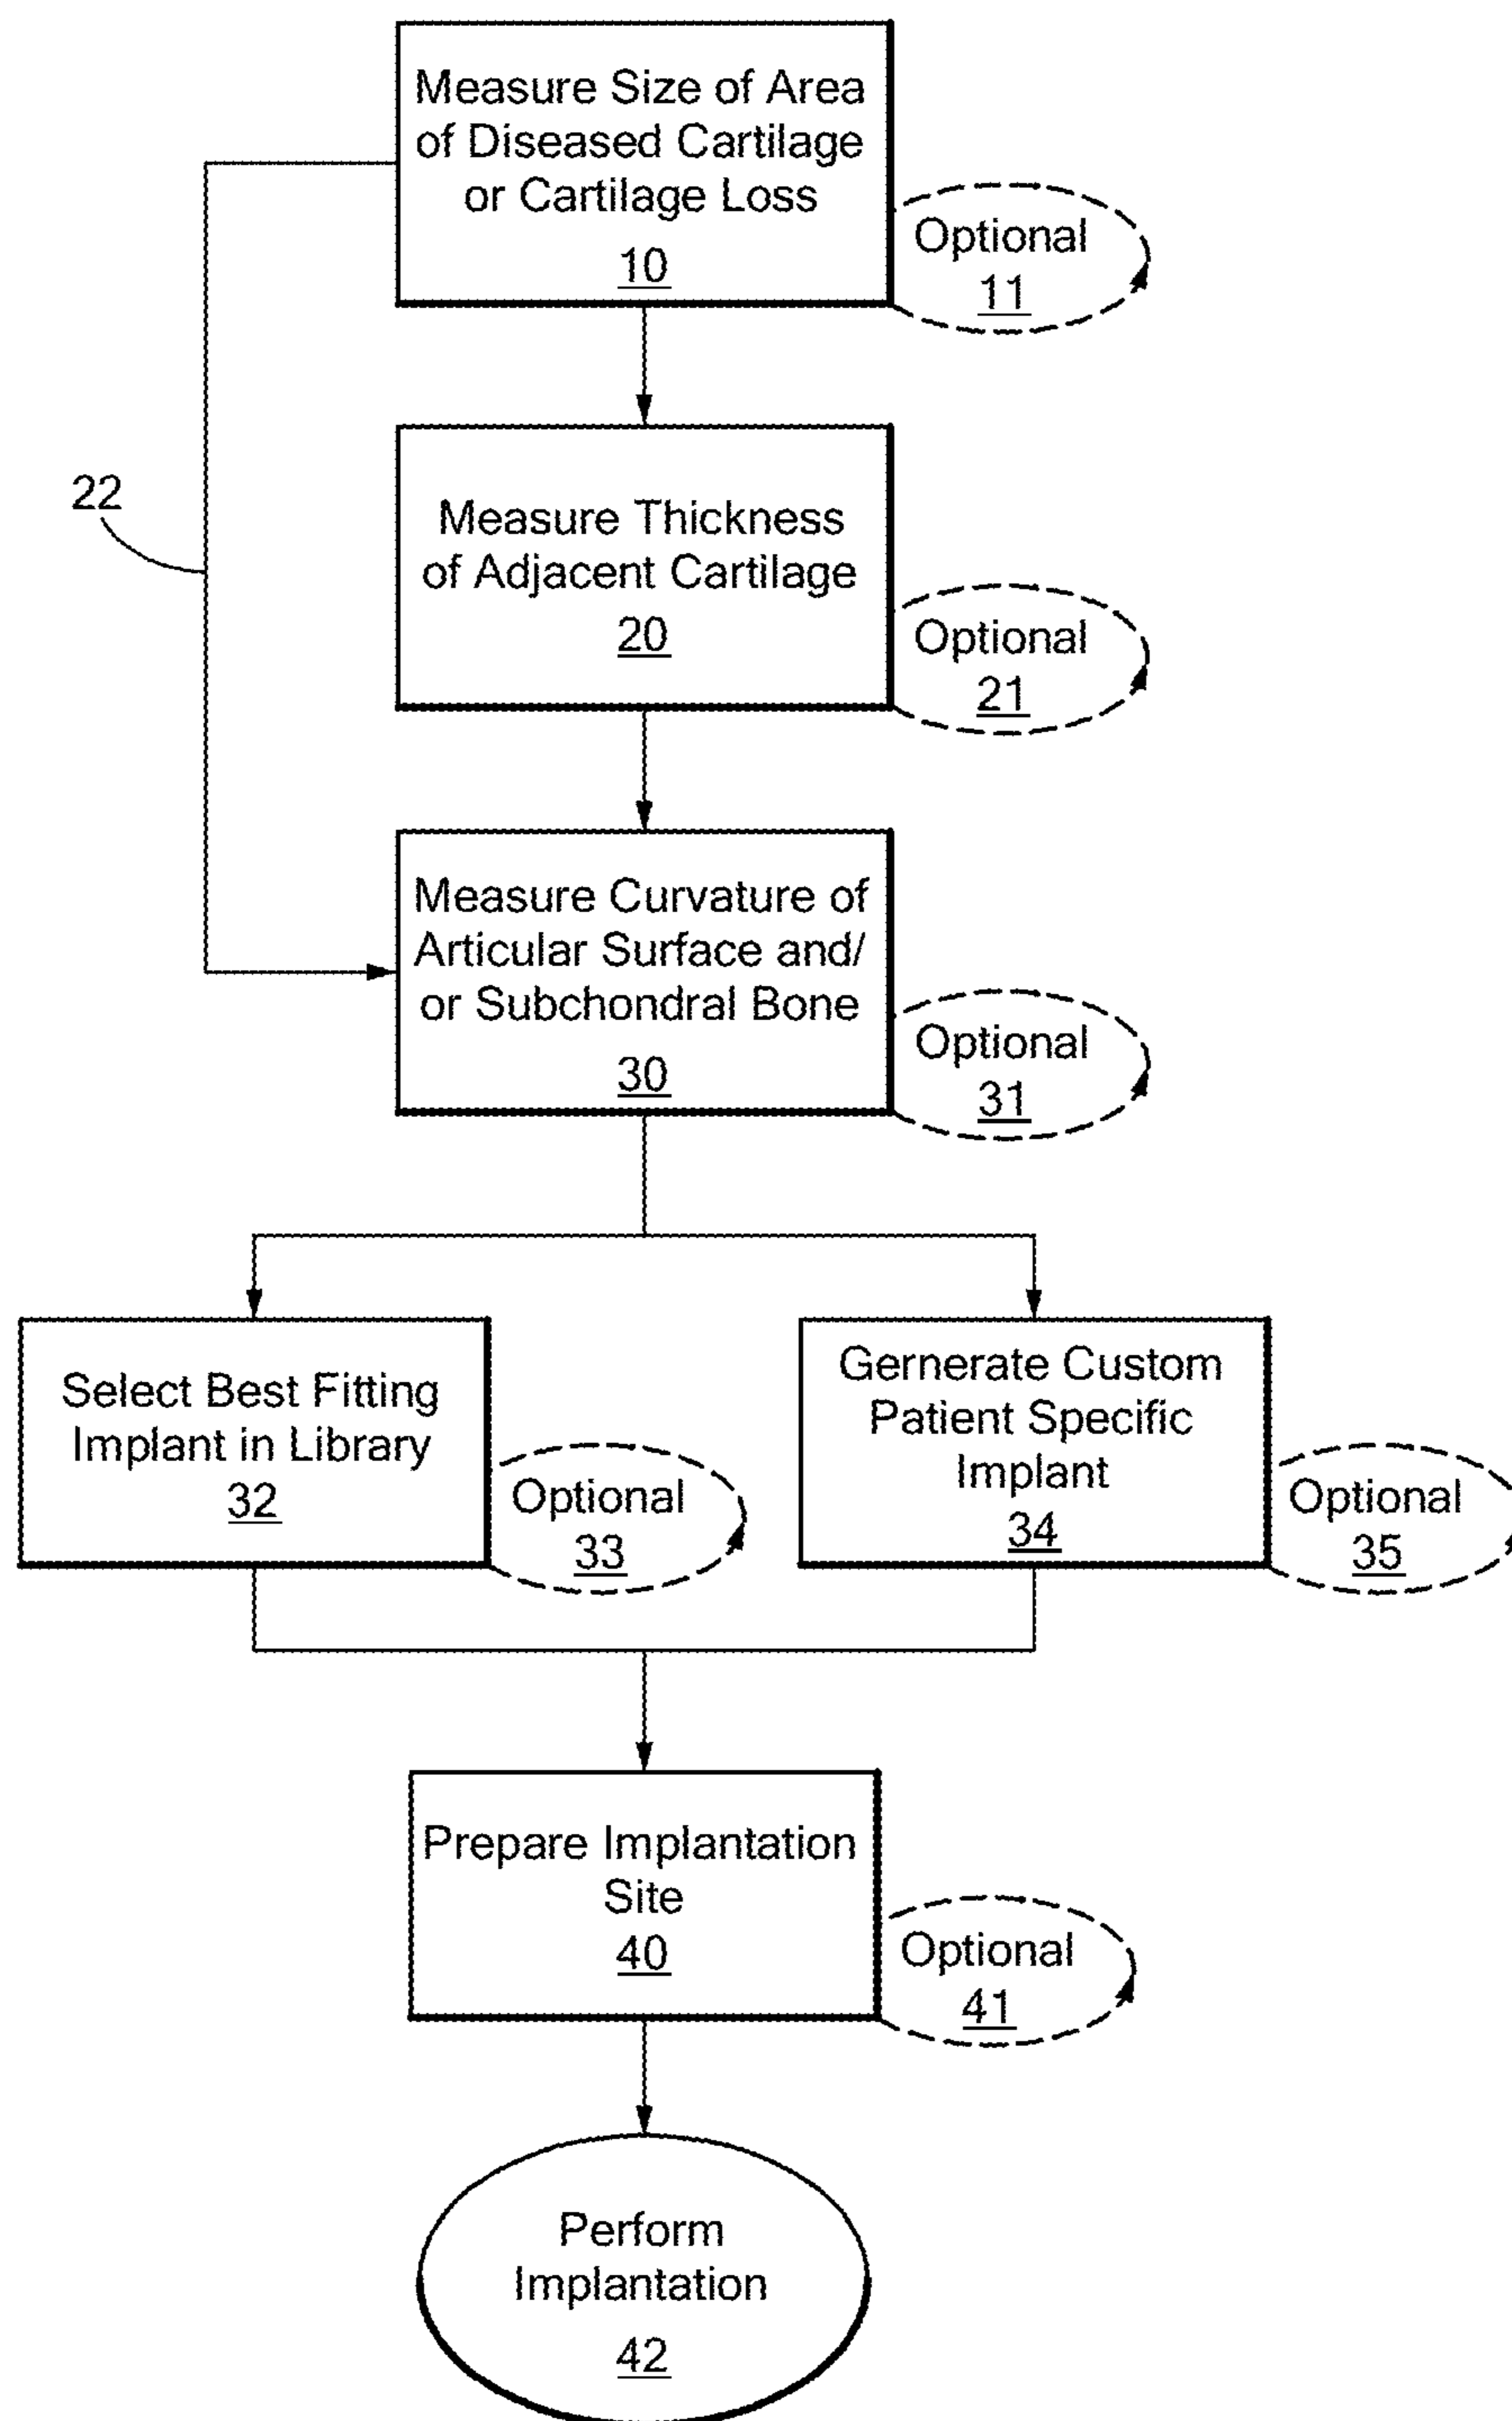 Measure Size of Area
of Diseased Cartilage
or Cartilage Loss
10
Optional
11
22
Measure Thickness
of Adjacent Cartilage
20
Optional
21
Measure Curvature of
Articular Surface and/
or Subchondral Bone
30
Optional
31
Select Best Fitting
Implant in Library
32
Optional
33
Gernerate Custom
Patient Specific
Implant
34
Optional
35
Prepare Implantation
Site
40
Optional
41
Perform
Implantation
42